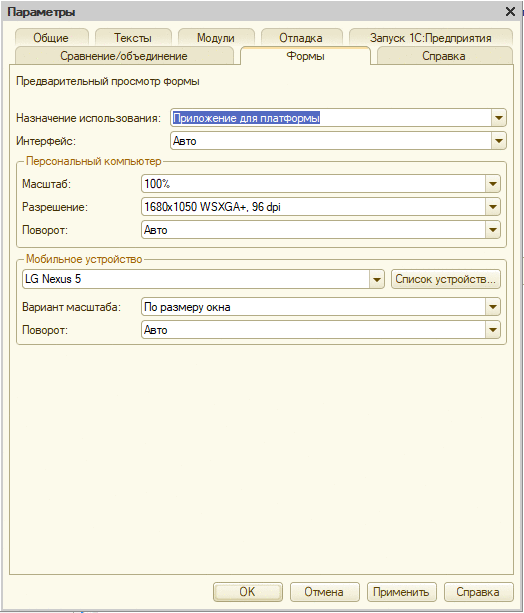 Параметры
Общие Тексты Модули Отладка Запуск 1С:Предприятия
Сравнение/объединение Формы Справка
Предварительный просмотр формы
Назначение использования: Приложение для платформы
Интерфейс: Авто
Персональный компьютер
Масштаб: 100%
Разрешение: 1680x1050 WSXGA+, 96 dpi
Поворот: Авто
Мобильное устройство
LG Nexus 5 Список устройств...
Вариант масштаба: По размеру окна
Поворот: Авто
OK Отмена Применить Справка